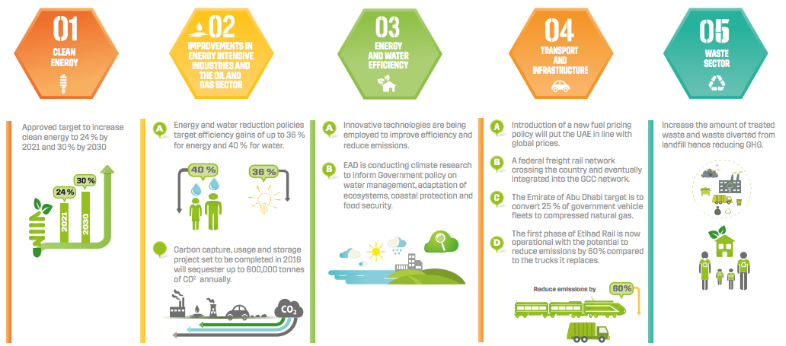 01
CLEAN
ENERGY
Approved target to increase
clean energy to 24 % by
2021 and 30 % by 2030
24 %
30 %
2021
2030
02
IMPROVEMENTS IN
ENERGY INTENSIVE
INDUSTRIES AND
THE OIL AND
GAS SECTOR
A
Energy and water reduction policies
target efficiency gains of up to 36 %
for energy and 40 % for water.
40 %
36 %
Carbon capture, usage and storage
project set to be completed in 2016
will sequester up to 800,000 tonnes
of CO² annually.
CO2
03
ENERGY
AND WATER
EFFICIENCY
A
Innovative technologies are being
employed to improve efficiency and
reduce emissions.
B
EAD is conducting climate research
to inform Government policy on
water management, adaptation of
ecosystems, coastal protection and
food security.
04
TRANSPORT
AND
INFRASTRUCTURE
A
Introduction of a new fuel pricing
policy will put the UAE in line with
global prices.
B
A federal freight rail network
crossing the country and eventually
integrated into the GCC network.
C
The Emirate of Abu Dhabi target is to
convert 25 % of government vehicle
fleets to compressed natural gas.
D
The first phase of Etihad Rail is now
operational with the potential to
reduce emissions by 60 % compared
to the trucks it replaces.
Reduce emissions by
60%
05
WASTE
SECTOR
Increase the amount of treated
waste and waste diverted from
landfill hence reducing GHG.